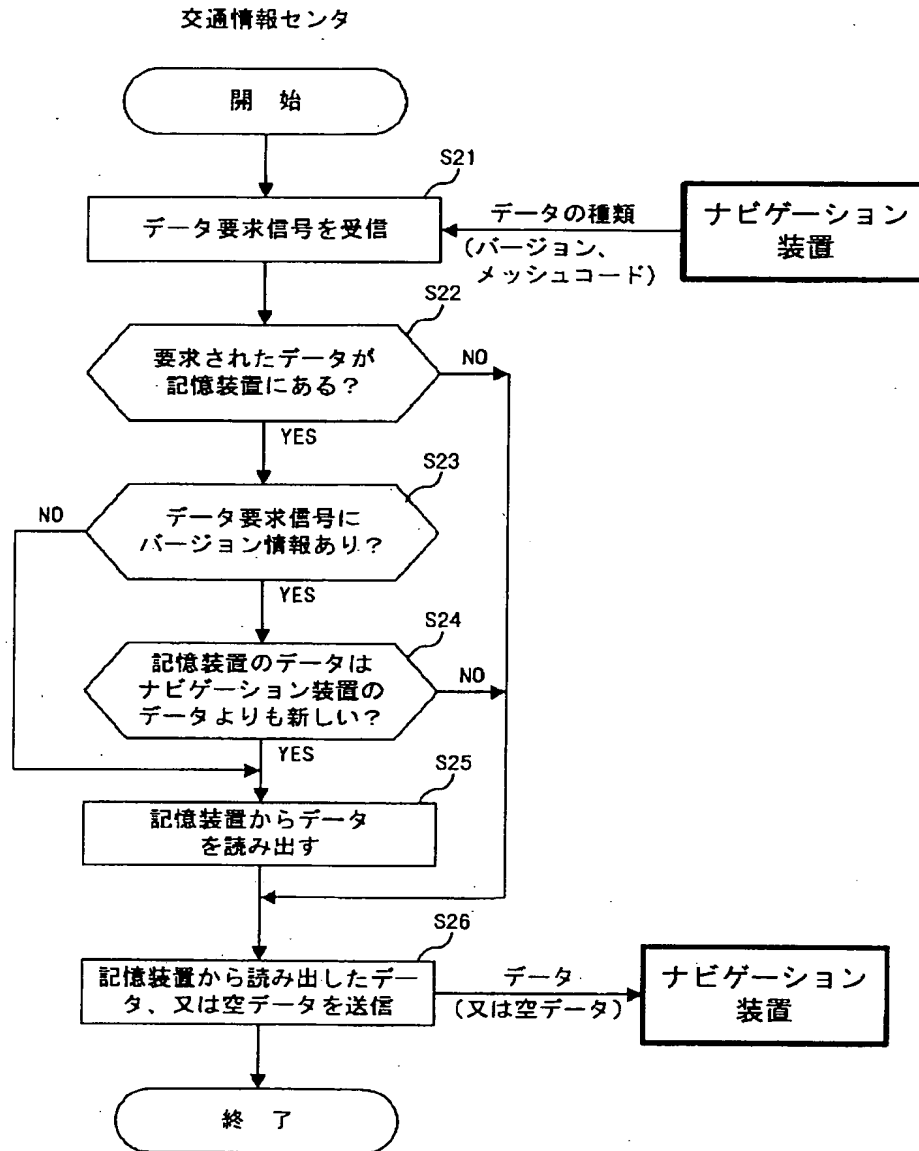 交通情報センタ
開 始
S21
データ要求信号を受信
データの種類
(バージョン、
メッシュコード)
ナビゲーション
装置
S22
要求されたデータが
記憶装置にある?
NO
YES
S23
データ要求信号に
バージョン情報あり?
NO
YES
S24
記憶装置のデータは
ナビゲーション装置の
データよりも新しい?
NO
YES
S25
記憶装置からデータ
を読み出す
S26
記憶装置から読み出したデー
タ、又は空データを送信
データ
(又は空データ)
ナビゲーション
装置
終 了